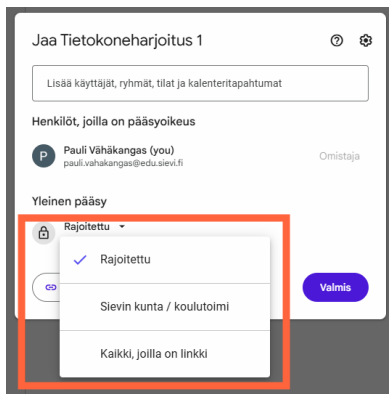 Jaa Tietokoneharjoitus 1
Lisää käyttäjät, ryhmät, tilat ja kalenteritapahtumat
Henkilöt, joilla on pääsyoikeus
P
Pauli Vähäkangas (you)
pauli.vahakangas@edu.sievi.fi
Omistaja
Yleinen pääsy
Rajoitettu
Rajoitettu
Sievin kunta / koulutoimi
Kaikki, joilla on linkki
Valmis